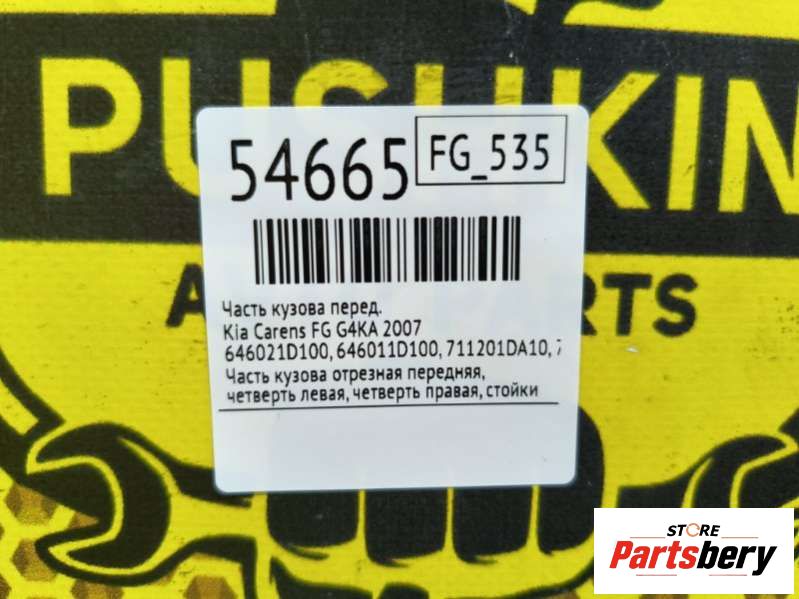 PUSHKIN
54665
FG_535
Часть кузова перед.
Kia Carens FG G4KA 2007
646021D100, 646011D100, 711201DA10, 7
Часть кузова отрезная передняя,
четверть левая, четверть правая, стойки
STORE
Partsbery